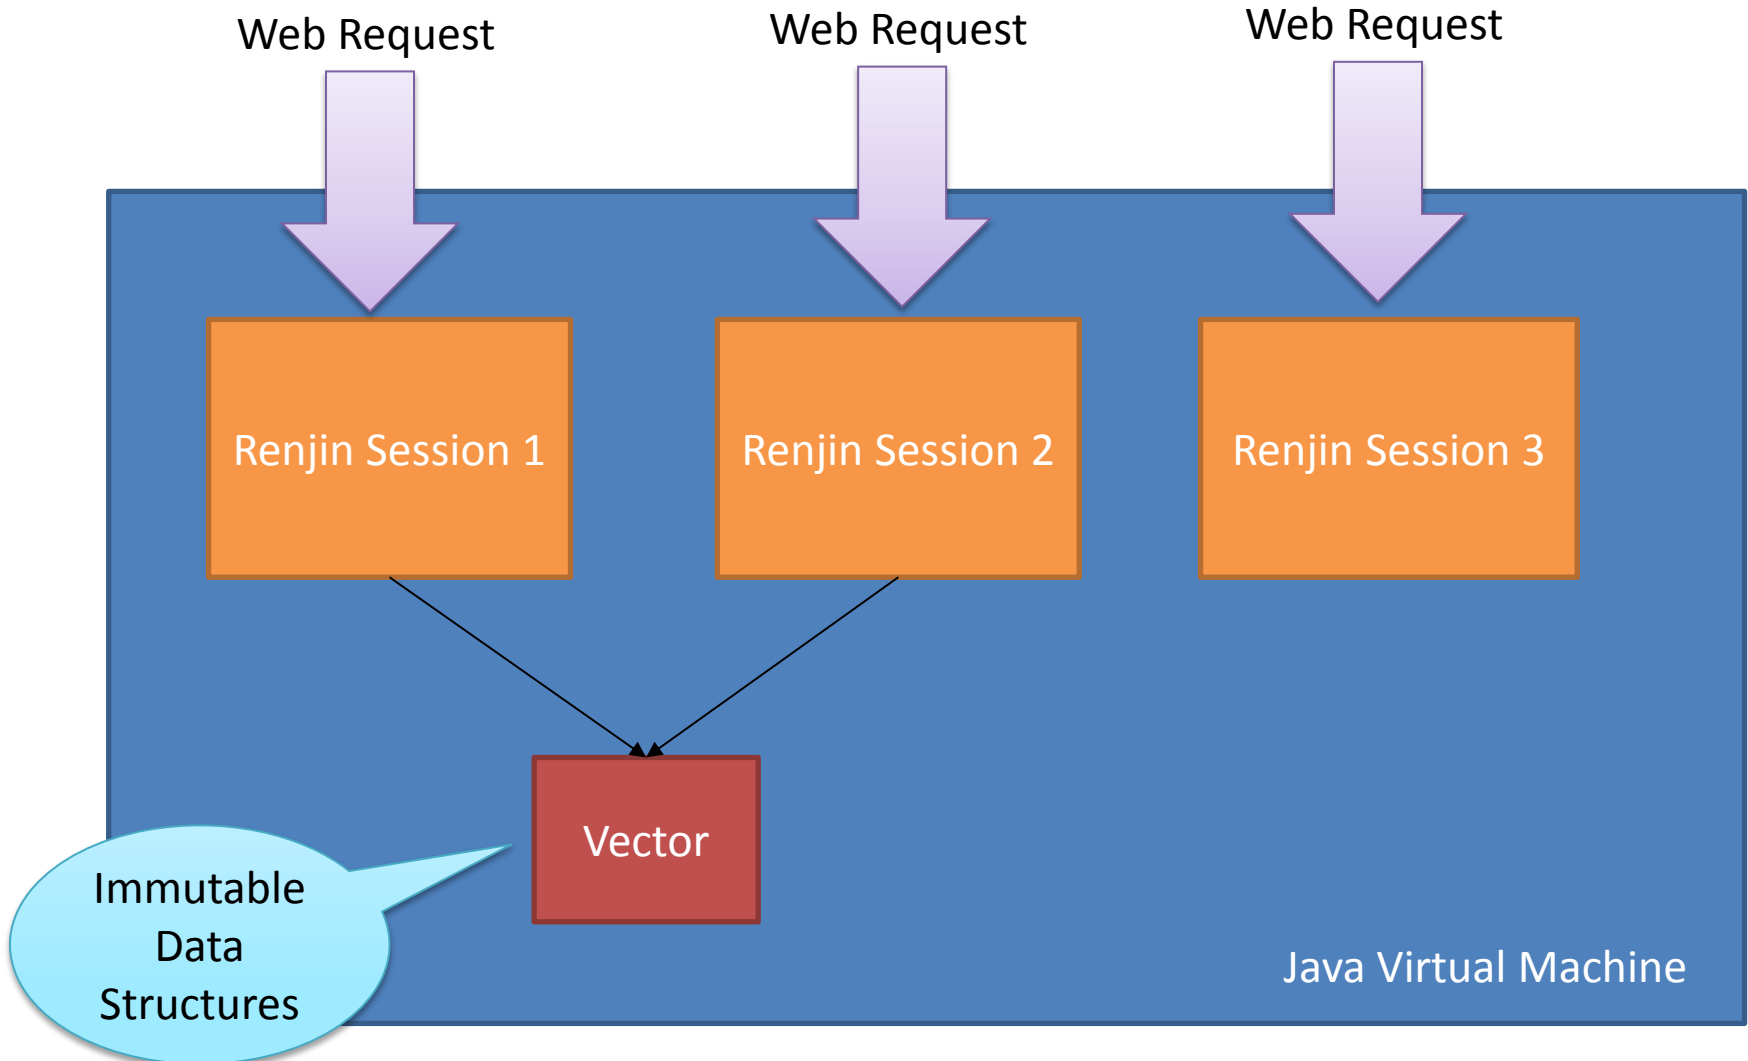 Web Request
Web Request
Web Request
Renjin Session 1
Renjin Session 2
Renjin Session 3
Vector
Immutable
Data
Structures
Java Virtual Machine